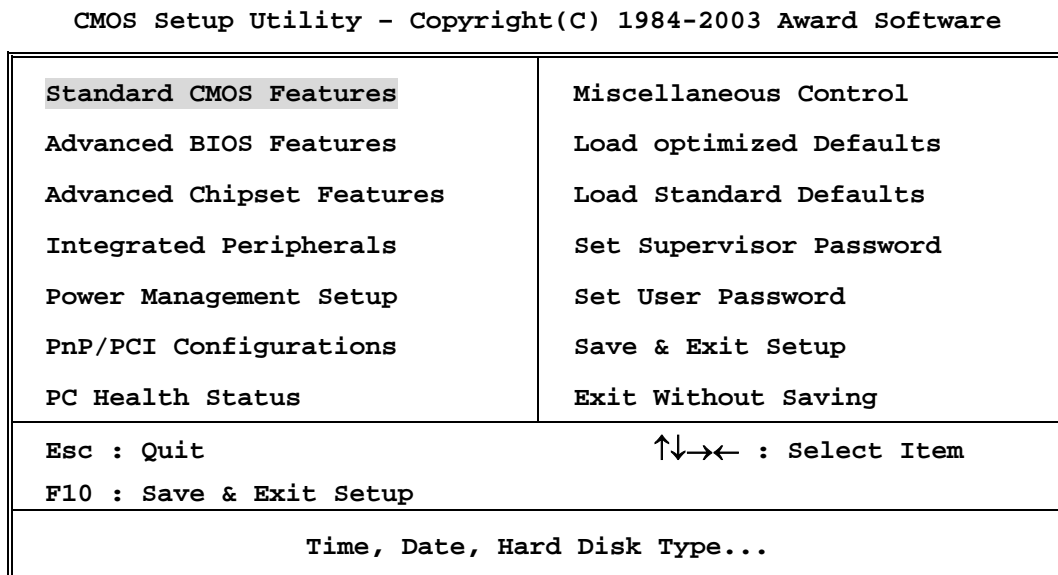 CMOS Setup Utility – Copyright(C) 1984-2003 Award Software
Standard CMOS Features
Advanced BIOS Features
Advanced Chipset Features
Integrated Peripherals
Power Management Setup
PnP/PCI Configurations
PC Health Status
Miscellaneous Control
Load optimized Defaults
Load Standard Defaults
Set Supervisor Password
Set User Password
Save & Exit Setup
Exit Without Saving
Esc : Quit
↑↓→← : Select Item
F10 : Save & Exit Setup
Time, Date, Hard Disk Type...